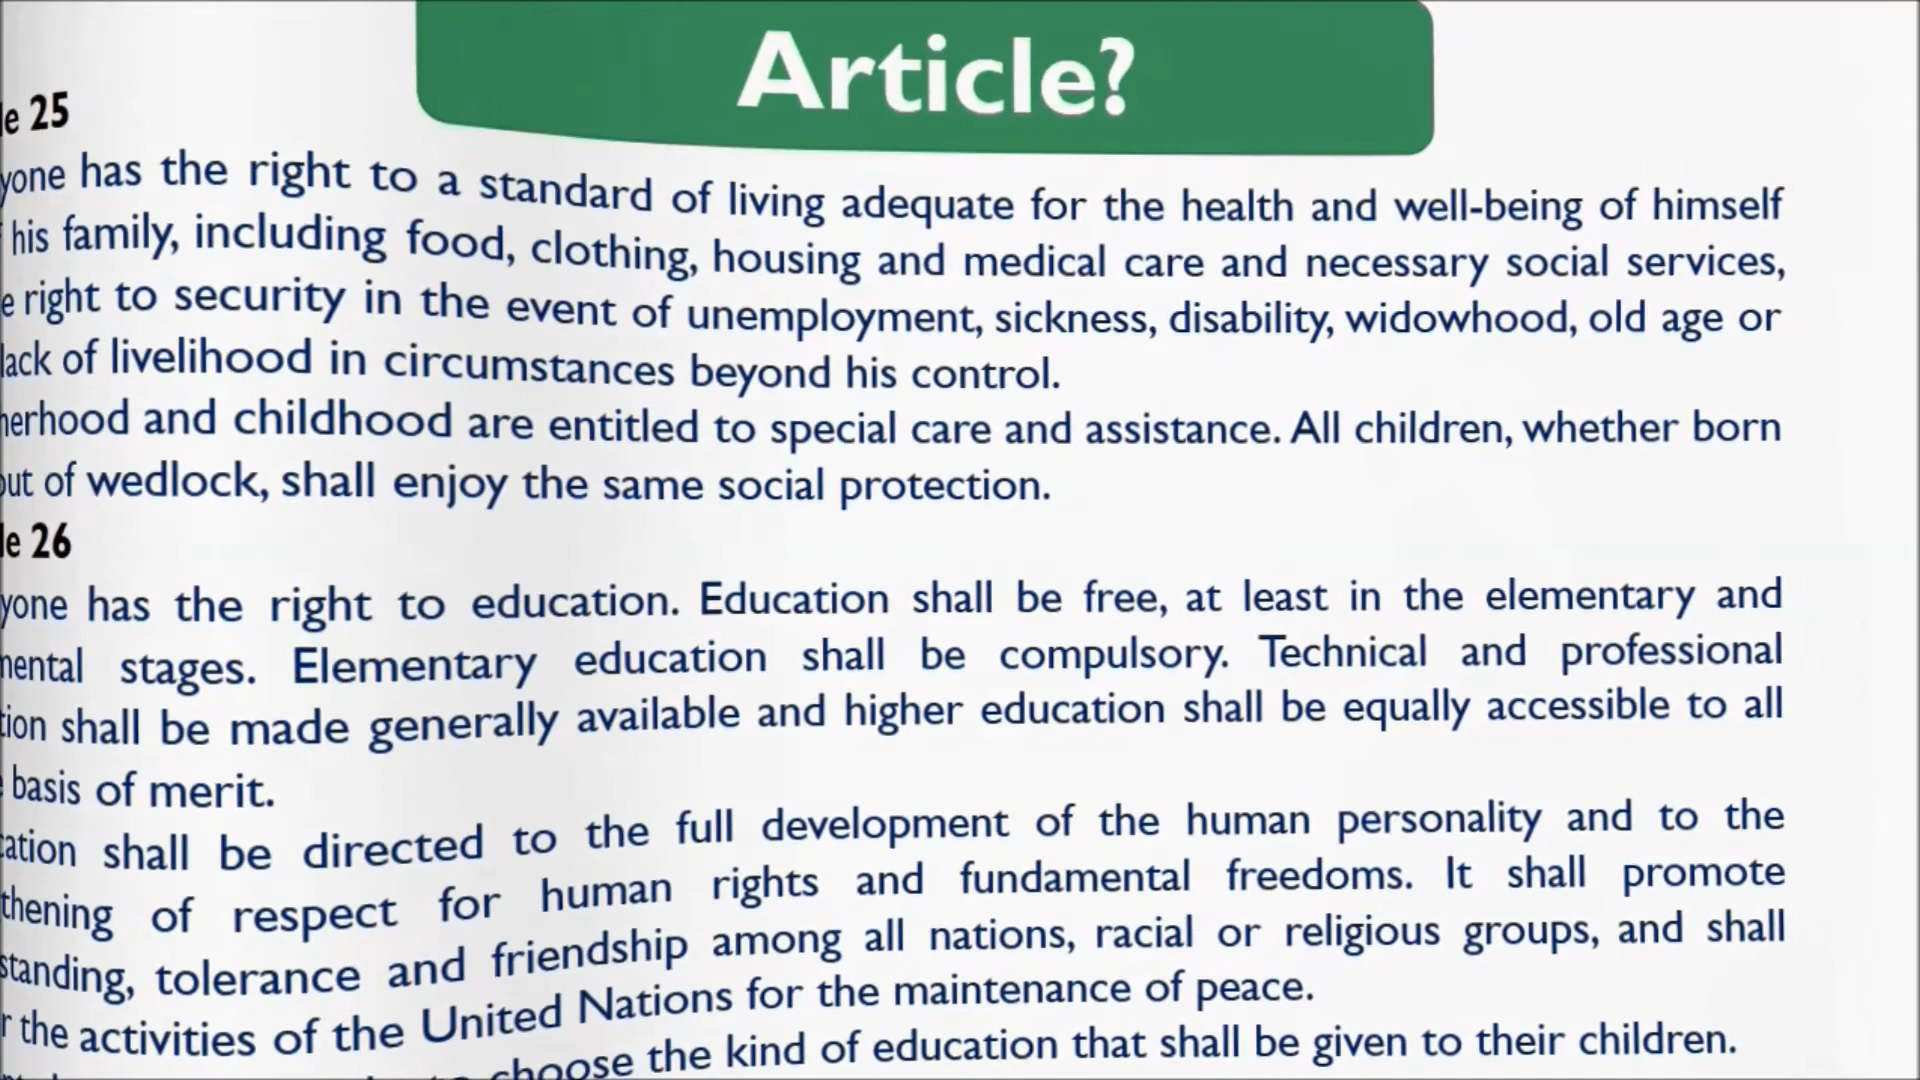 Article?
le 25
yone has the right to a standard of living adequate for the health and well-being of himself
his family, including food, clothing, housing and medical care and necessary social services,
e right to security in the event of unemployment, sickness, disability, widowhood, old age or
lack of livelihood in circumstances beyond his control.
herhood and childhood are entitled to special care and assistance. All children, whether born
out of wedlock, shall enjoy the same social protection.
le 26
yone has the right to education. Education shall be free, at least in the elementary and
mental stages. Elementary education shall be compulsory. Technical and professional
tion shall be made generally available and higher education shall be equally accessible to all
basis of merit.
cation shall be directed to the full development of the human personality and to the
thening of respect for human rights and fundamental freedoms. It shall promote
standing, tolerance and friendship among all nations, racial or religious groups, and shall
r the activities of the United Nations for the maintenance of peace.
choose the kind of education that shall be given to their children.